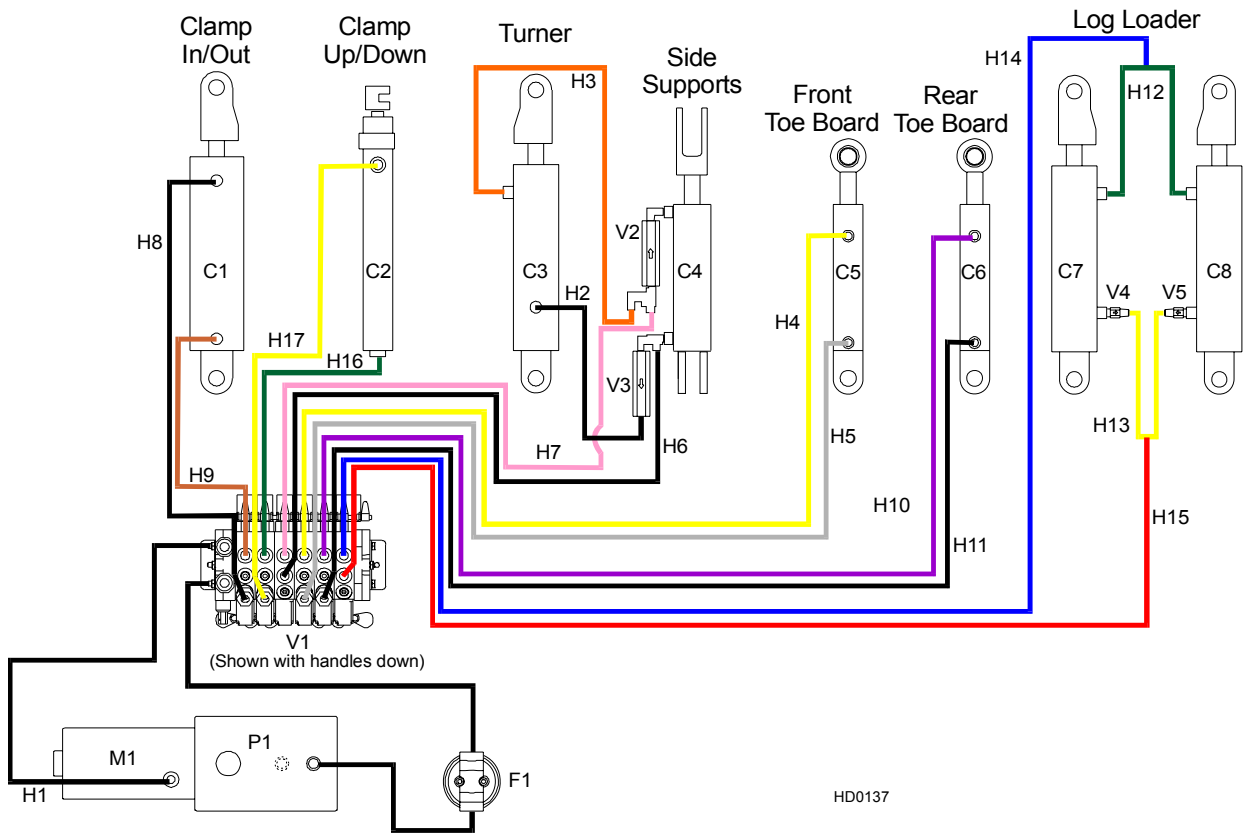 Clamp
In/Out
Clamp
Up/Down
Turner
Side
Supports
Front
Toe Board
Rear
Toe Board
Log Loader
H3
H14
H12
H8
V2
C1
C2
C3
C4
C5
C6
C7
C8
H2
V4
V5
H4
H17
H16
V3
H13
H7
H6
H5
H9
H10
H15
H11
V1
(Shown with handles down)
M1
P1
F1
H1
HD0137